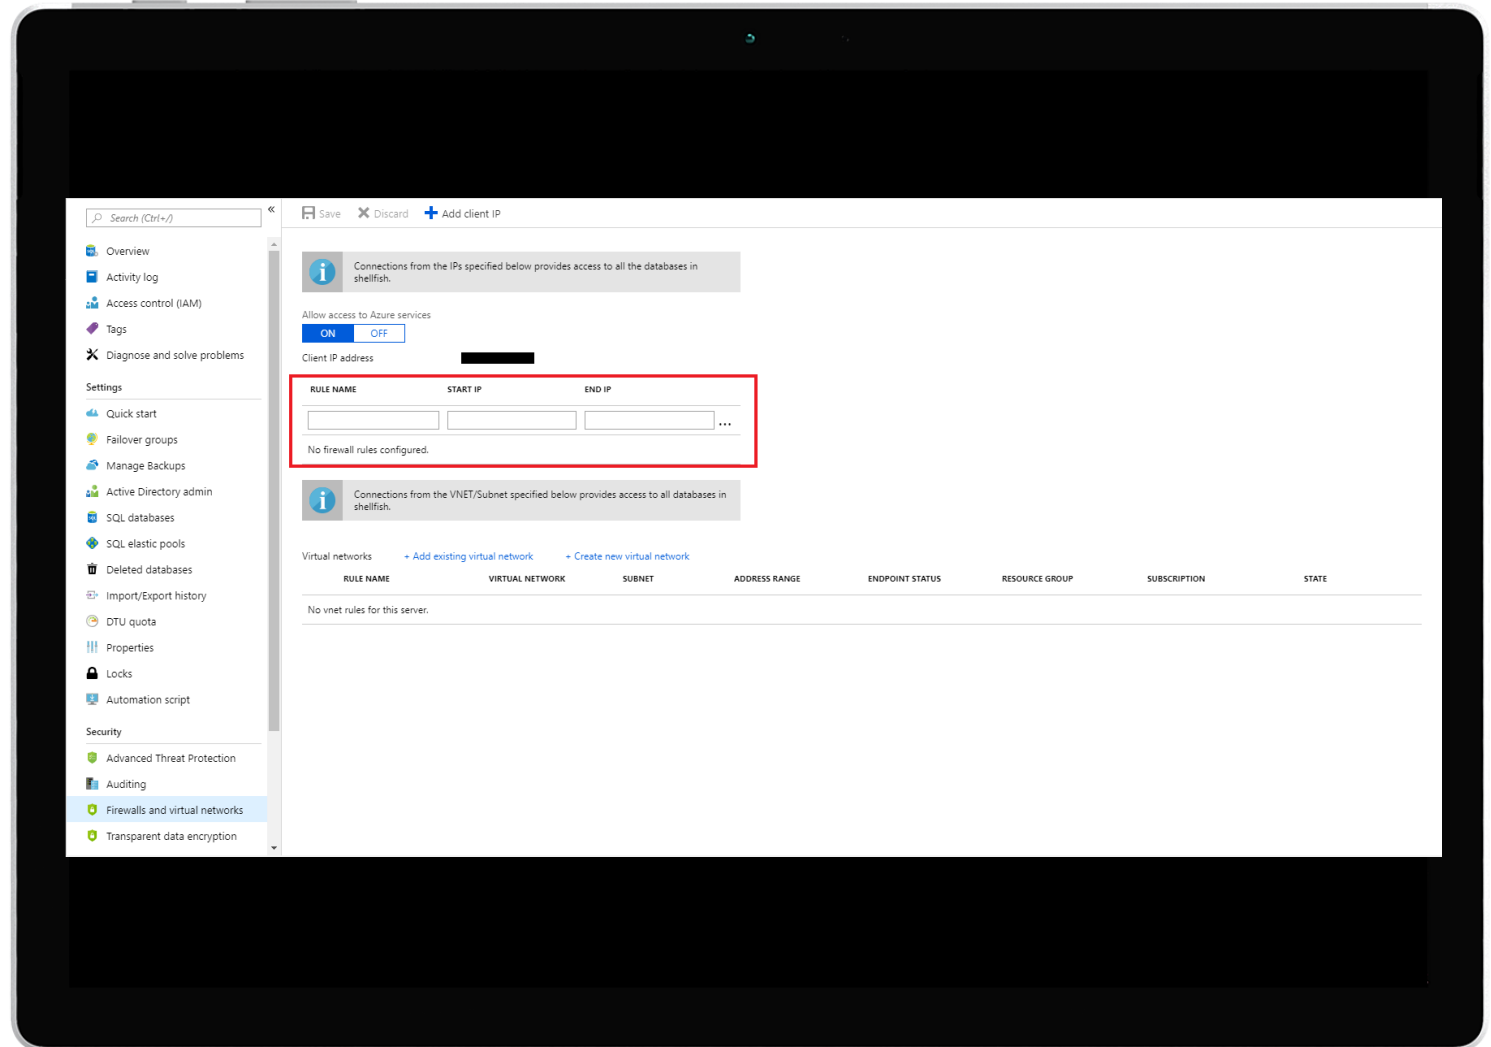 Search (Ctrl+/)
«
Save
Discard
Add client IP
Overview
Activity log
Access control (IAM)
Tags
Diagnose and solve problems
Settings
Quick start
Failover groups
Manage Backups
Active Directory admin
SQL databases
SQL elastic pools
Deleted databases
Import/Export history
DTU quota
Properties
Locks
Automation script
Security
Advanced Threat Protection
Auditing
Firewalls and virtual networks
Transparent data encryption
Connections from the IPs specified below provides access to all the databases in
shellfish.
Allow access to Azure services
ON OFF
Client IP address
RULE NAME START IP END IP
...
No firewall rules configured.
Connections from the VNET/Subnet specified below provides access to all databases in
shellfish.
Virtual networks + Add existing virtual network + Create new virtual network
RULE NAME VIRTUAL NETWORK SUBNET ADDRESS RANGE ENDPOINT STATUS RESOURCE GROUP SUBSCRIPTION STATE
No vnet rules for this server.